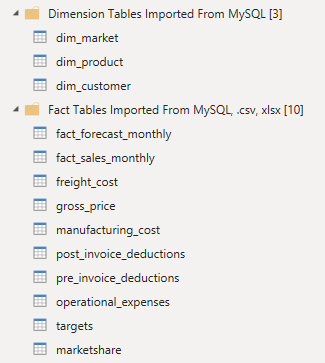 Dimension Tables Imported From MySQL [3]
dim_market
dim_product
dim_customer
Fact Tables Imported From MySQL, .csv, xlsx [10]
fact_forecast_monthly
fact_sales_monthly
freight_cost
gross_price
manufacturing_cost
post_invoice_deductions
pre_invoice_deductions
operational_expenses
targets
marketshare